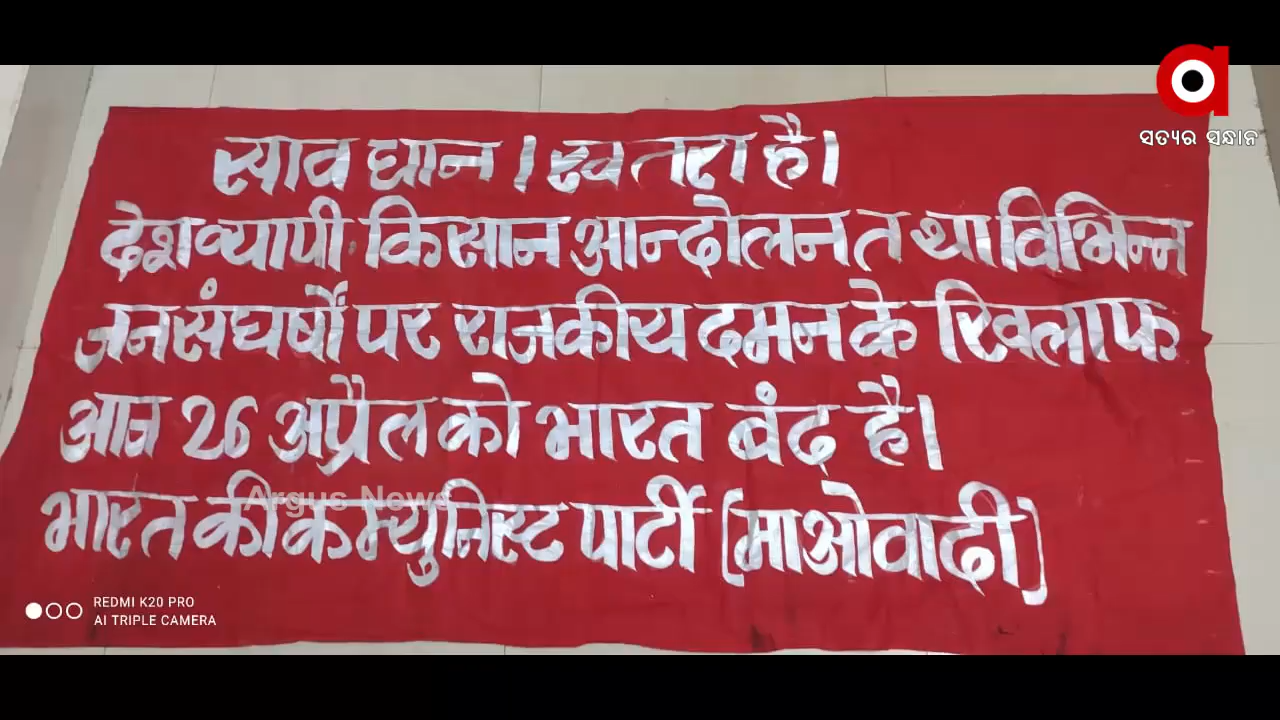 ସତ୍ୟର ସନ୍ଧାନ
सावधान । खतरा है।
देशव्यापी किसान आन्दोलन तथा विभिन्न
जनसंघर्षों पर राजकीय दमन के खिलाफ
आज 26 अप्रैल को भारत बंद है।
भारत की कम्युनिस्ट पार्टी (माओवादी)
Argus News
REDMI K20 PRO
AI TRIPLE CAMERA